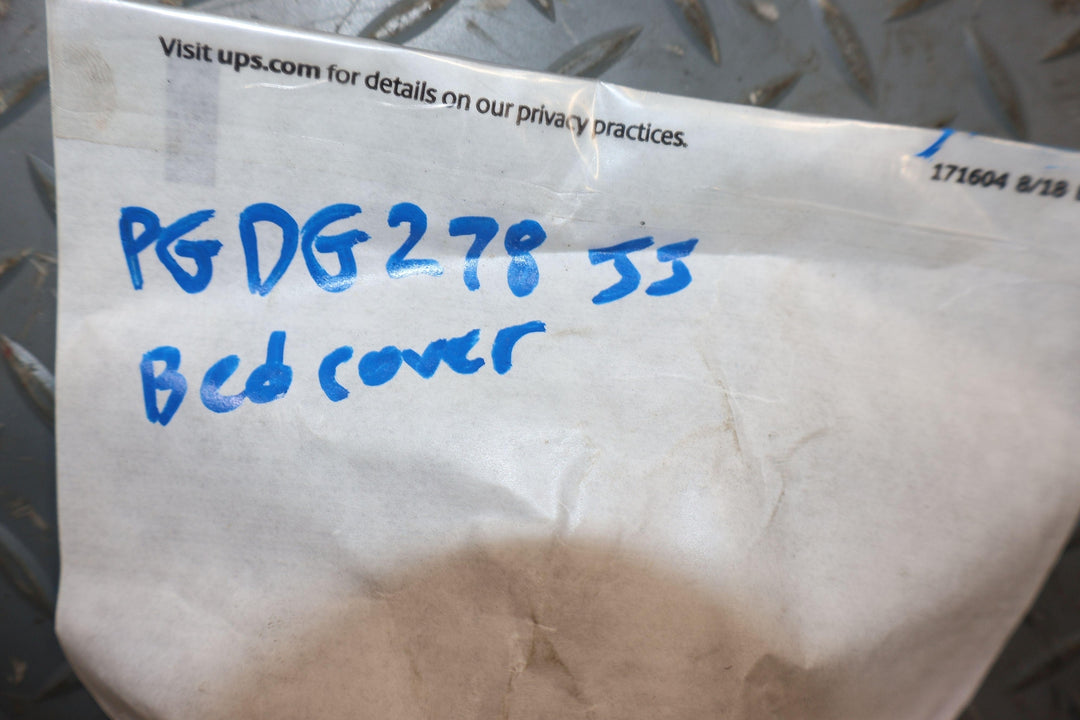 Visit ups.com for details on our privacy practices.
171604 8/18
PGDG278 JJ
Bed cover